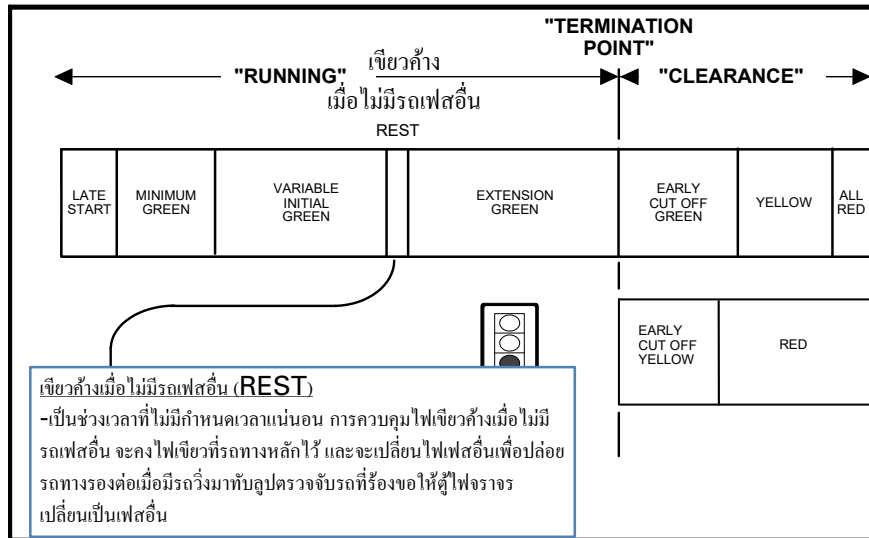 "TERMINATION
POINT"
"RUNNING"
เขียวค้าง
"CLEARANCE"
เมื่อไม่มีรถเฟสอื่น
REST
LATE
START
MINIMUM
GREEN
VARIABLE
INITIAL
GREEN
EXTENSION
GREEN
EARLY
CUT OFF
GREEN
YELLOW
ALL
RED
EARLY
CUT OFF
YELLOW
RED
เขียวค้างเมื่อไม่มีรถเฟสอื่น (REST)
-เป็นช่วงเวลาที่ไม่มีกำหนดเวลาแน่นอน การควบคุมไฟเขียวค้างเมื่อไม่มี
รถเฟสอื่น จะคงไฟเขียวที่รถทางหลักไว้ และจะเปลี่ยนไฟเฟสอื่นเพื่อปล่อย
รถทางรองต่อเมื่อมีรถวิ่งมาทับลูปตรวจจับรถที่ร้องขอให้ตู้ไฟจราจร
เปลี่ยนเป็นเฟสอื่น